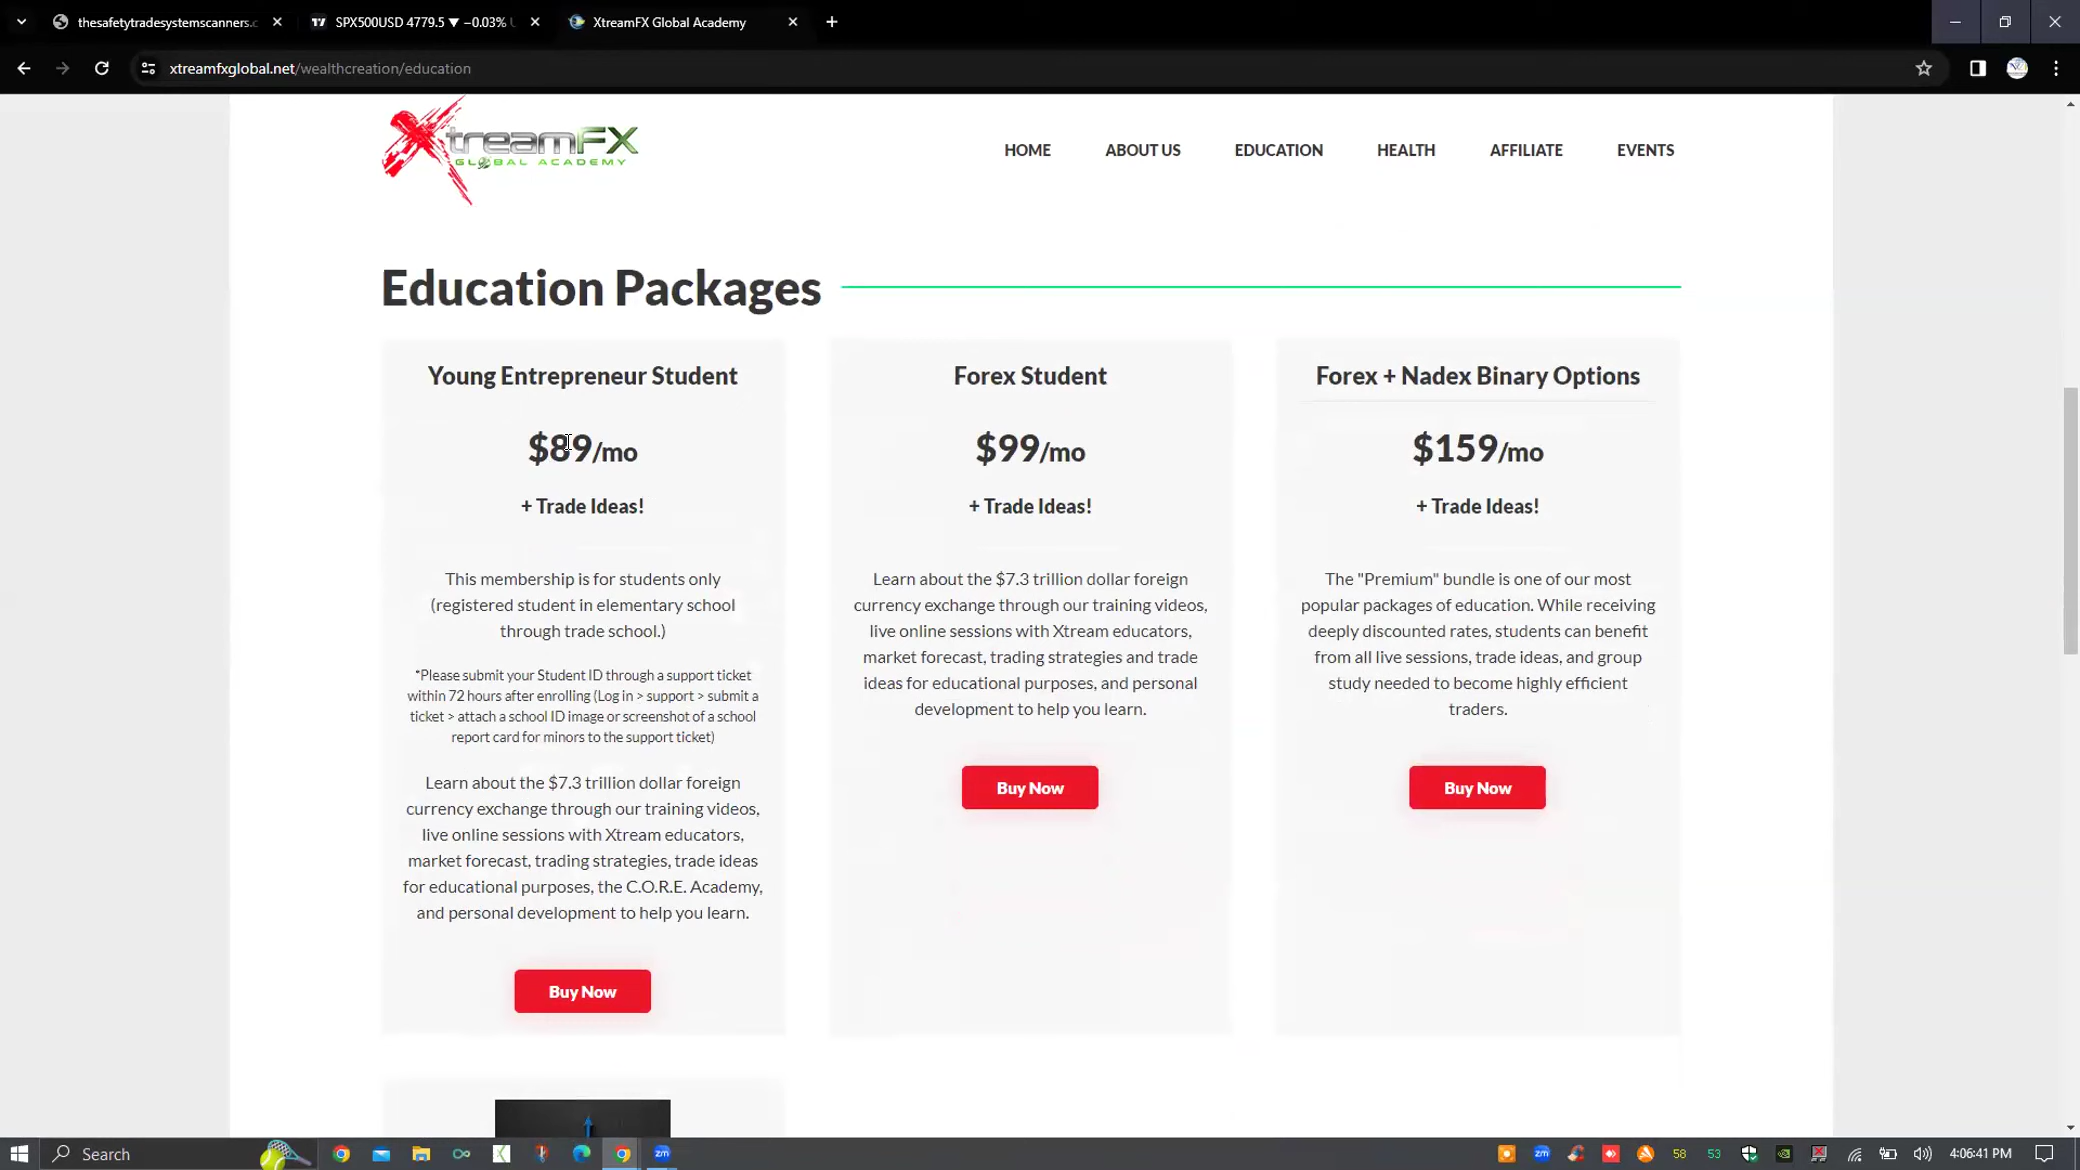 thesafetytradesystemscanners.c
SPX500USD 4779.5 ▼ −0.03% U
XtreamFX Global Academy
xtreamfxglobal.net/wealthcreation/education
XtreamFX
GLOBAL ACADEMY
HOME ABOUT US EDUCATION HEALTH AFFILIATE EVENTS
Education Packages
Young Entrepreneur Student
$89/mo
+ Trade Ideas!
This membership is for students only
(registered student in elementary school
through trade school.)
*Please submit your Student ID through a support ticket
within 72 hours after enrolling (Log in > support > submit a
ticket > attach a school ID image or screenshot of a school
report card for minors to the support ticket)
Learn about the $7.3 trillion dollar foreign
currency exchange through our training videos,
live online sessions with Xtream educators,
market forecast, trading strategies, trade ideas
for educational purposes, the C.O.R.E. Academy,
and personal development to help you learn.
Buy Now
Forex Student
$99/mo
+ Trade Ideas!
Learn about the $7.3 trillion dollar foreign
currency exchange through our training videos,
live online sessions with Xtream educators,
market forecast, trading strategies and trade
ideas for educational purposes, and personal
development to help you learn.
Buy Now
Forex + Nadex Binary Options
$159/mo
+ Trade Ideas!
The "Premium" bundle is one of our most
popular packages of education. While receiving
deeply discounted rates, students can benefit
from all live sessions, trade ideas, and group
study needed to become highly efficient
traders.
Buy Now
Search
zm
zm
58
53
4:06:41 PM